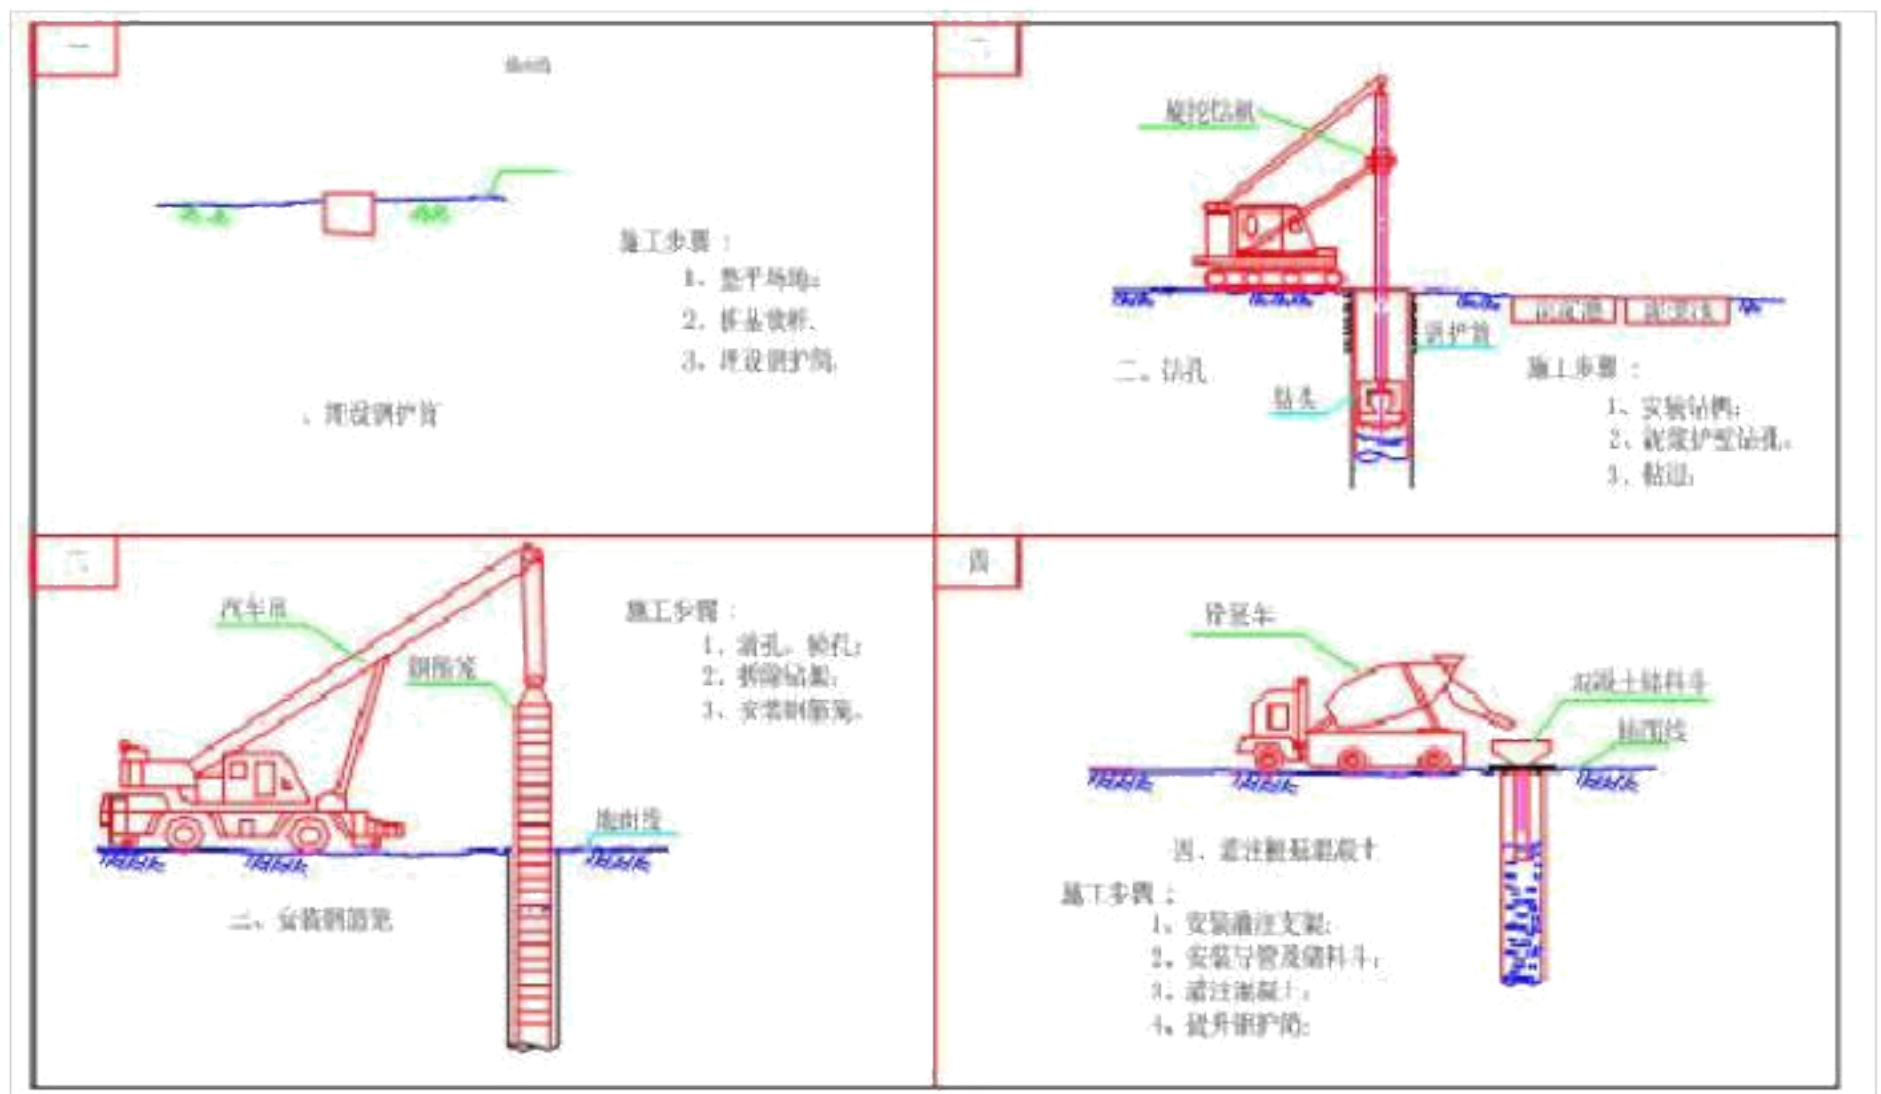 一
地面线
施工步骤：
1、整平场地；
2、桩基放样、
3、埋设钢护筒；
、埋设钢护筒
旋挖钻机
钢护筒
二、钻孔
钻头
施工步骤：
1、安装钻机；
2、泥浆护壁钻孔。
3、钻进；
汽车吊
钢筋笼
施工步骤：
1、清孔。检孔；
2、拆除钻架；
3、安装钢筋笼。
地面线
三、安装钢筋笼
四
砼泵车
混凝土储料斗
地面线
四、灌注桩基混凝土
施工步骤：
1、安装灌注支架；
2、安装导管及储料斗；
3、灌注混凝土；
4、提升钢护筒；